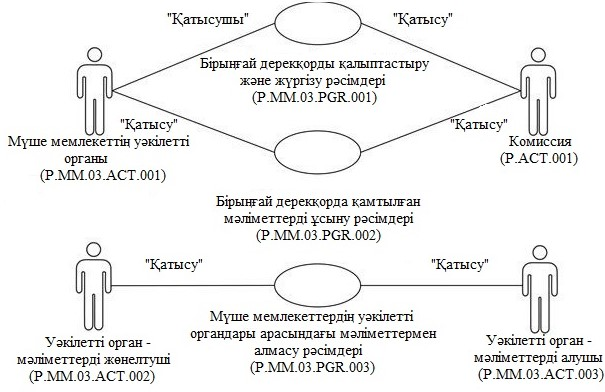 "Қатысушы"
"Қатысу"
Бірыңғай дерекқорды қалыптастыру
және жүргізу рәсімдері
(P.MM.03.PGR.001)
"Қатысу"
"Қатысу"
Мүше мемлекеттің уәкілетті
органы
(P.MM.03.ACT.001)
Комиссия
(P.ACT.001)
Бірыңғай дерекқорда қамтылған
мәліметтерді ұсыну рәсімдері
(P.MM.03.PGR.002)
"Қатысу"
"Қатысу"
Мүше мемлекеттердің уәкілетті
органдары арасындағы мәліметтермен
алмасу рәсімдері
(P.MM.03.PGR.003)
Уәкілетті орган -
мәліметтерді жөнелтуші
(P.MM.03.ACT.002)
Уәкілетті орган -
мәліметтерді алушы
(P.MM.03.ACT.003)